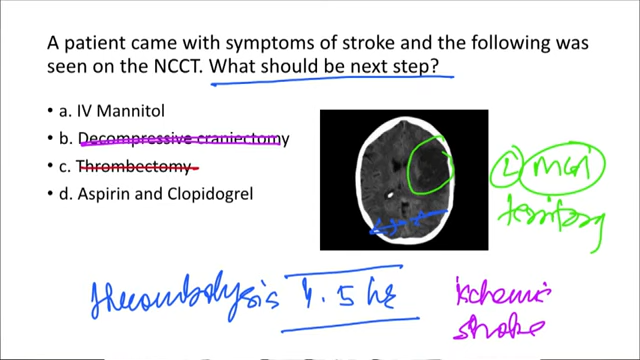 A patient came with symptoms of stroke and the following was
seen on the NCCT. What should be next step?
• a. IV Mannitol
• b. Decompressive craniectomy
• c. Thrombectomy
• d. Aspirin and Clopidogrel
L MCA
territory
thrombolysis 4.5 hr
ischemic
stroke